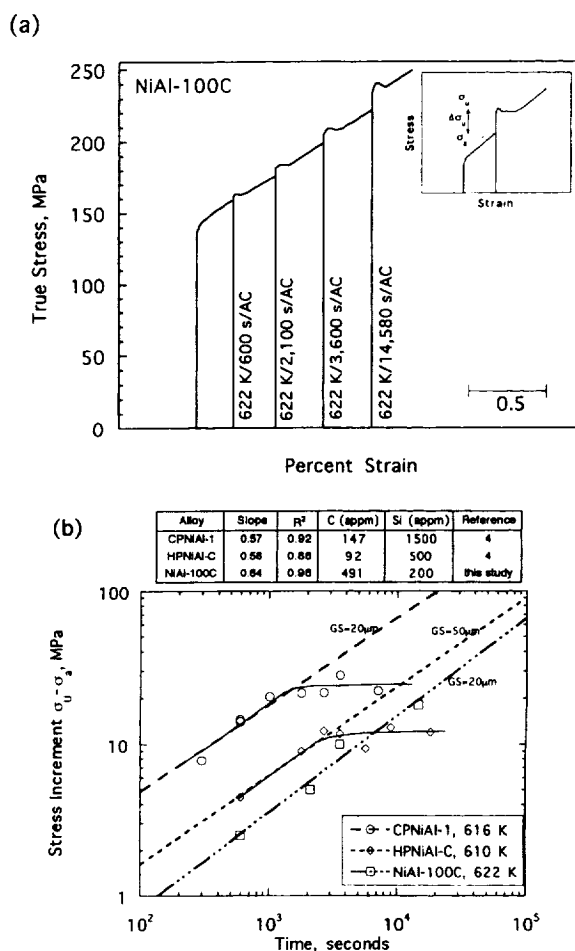 (a)
250
200
150
100
50
0
True Stress, MPa
NiAl-100C
622 K/600 s/AC
622 K/2,100 s/AC
622 K/3,600 s/AC
622 K/14,580 s/AC
0.5
Percent Strain
Stress
σu
Δσu
σa
Strain
(b)
Alloy Slope R² C (appm) Si (appm) Reference
CPNiAl-1 0.57 0.92 147 1500 4
HPNiAl-C 0.58 0.88 92 500 4
NiAl-100C 0.64 0.96 491 200 this study
100
10
1
Stress Increment σu-σa, MPa
GS=20μm
GS=50μm
GS=20μm
CPNiAl-1, 616 K
HPNiAl-C, 610 K
NiAl-100C, 622 K
10² 10³ 10⁴ 10⁵
Time, seconds